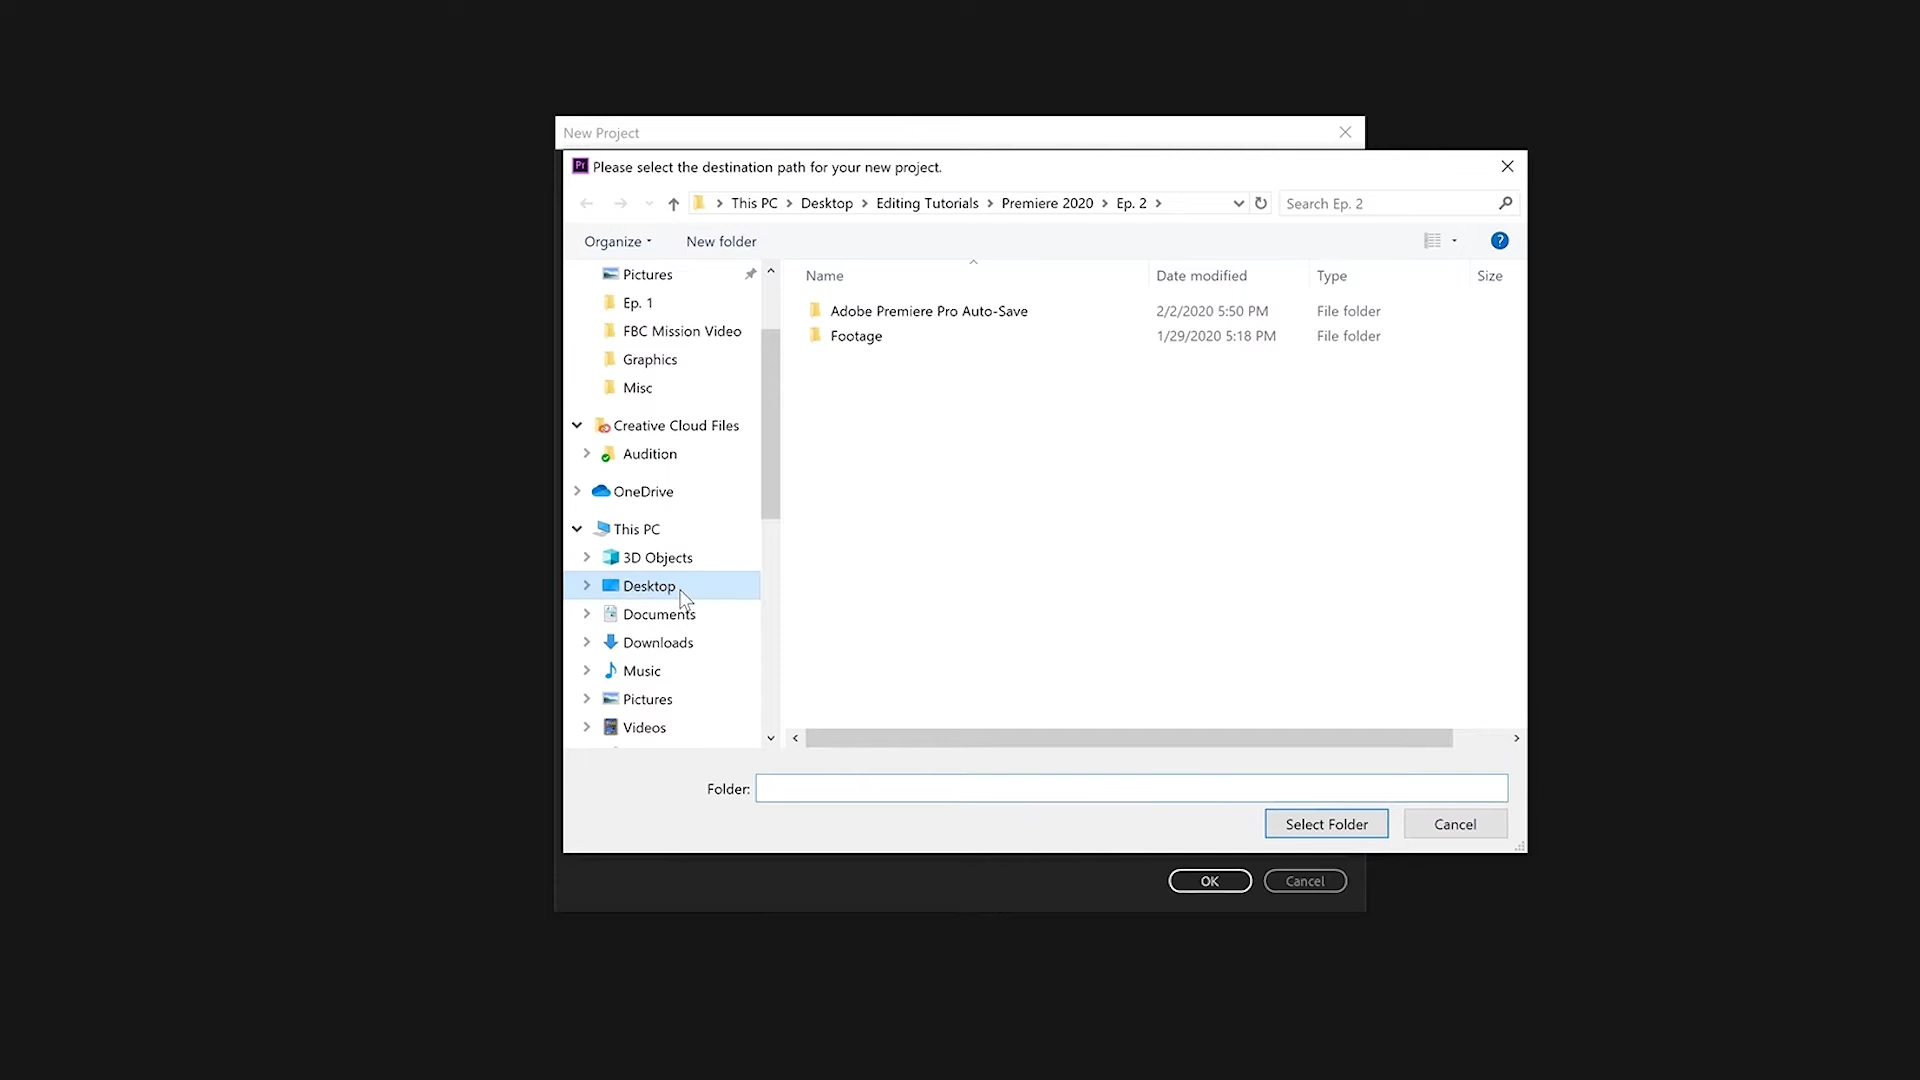 New Project
Pr Please select the destination path for your new project.
This PC Desktop Editing Tutorials Premiere 2020 Ep. 2 Search Ep. 2
Organize New folder ?
Name Date modified Type Size
Adobe Premiere Pro Auto-Save 2/2/2020 5:50 PM File folder
Footage 1/29/2020 5:18 PM File folder
Pictures
Ep. 1
FBC Mission Video
Graphics
Misc
Creative Cloud Files
Audition
OneDrive
This PC
3D Objects
Desktop
Documents
Downloads
Music
Pictures
Videos
Folder:
Select Folder Cancel
OK Cancel